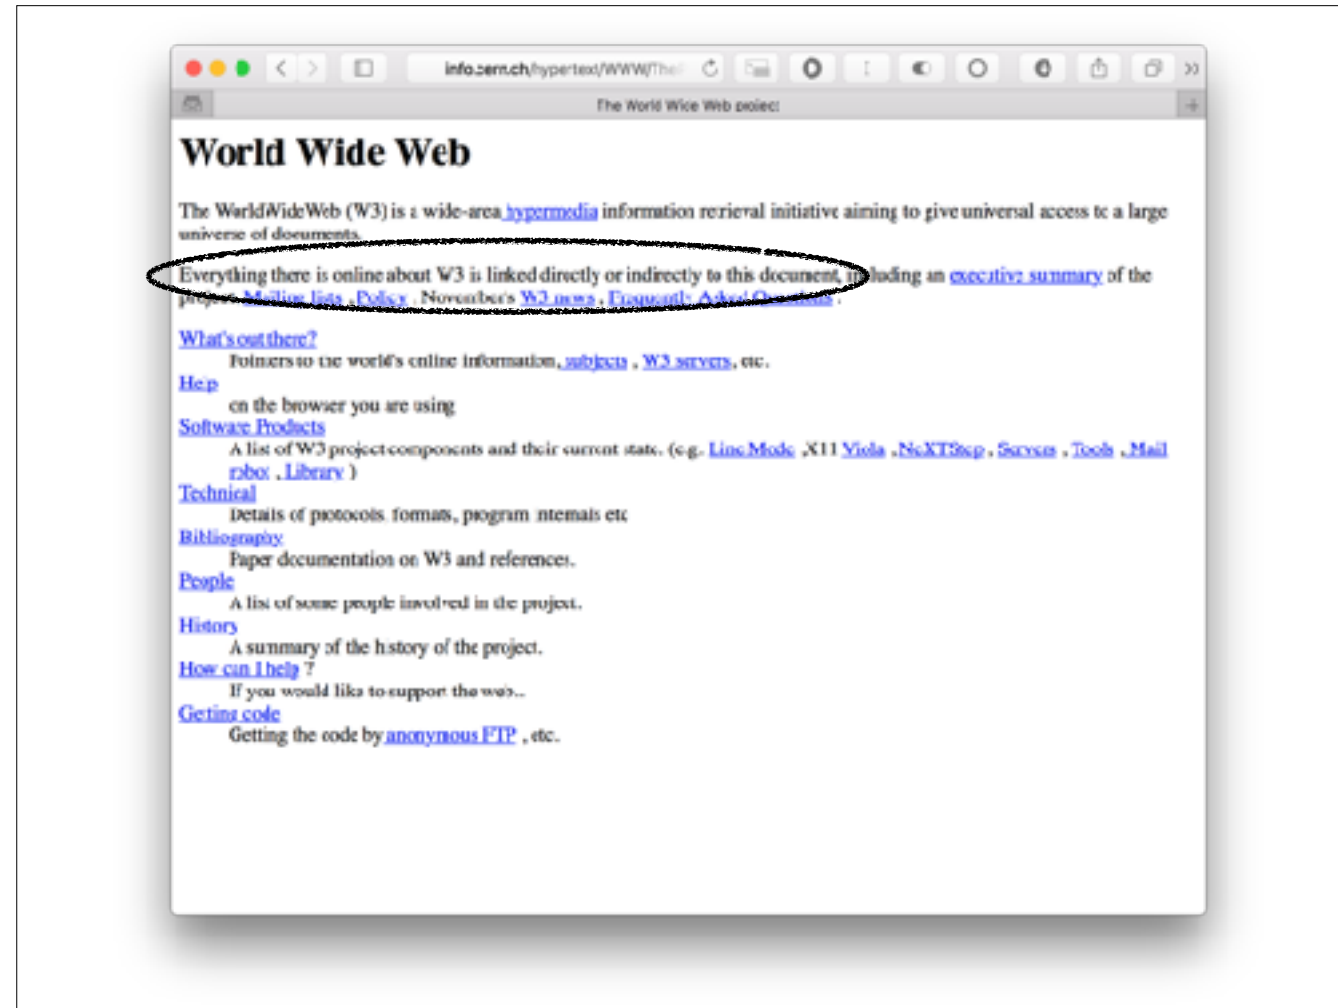 info.cern.ch/hypertext/WWW/The
The World Wide Web project
World Wide Web
The WorldWideWeb (W3) is a wide-area hypermedia information retrieval initiative aiming to give universal access to a large
universe of documents.
Everything there is online about W3 is linked directly or indirectly to this document, including an executive summary of the
project, Mailing lists , Policy , November's W3 news , Frequently Asked Questions .
What's out there?
Pointers to the world's online information, subjects , W3 servers, etc.
Help
on the browser you are using
Software Products
A list of W3 project components and their current state. (e.g. Line Mode ,X11 Viola , NeXTStep , Servers , Tools , Mail
robot , Library )
Technical
Details of protocols, formats, program internals etc
Bibliography
Paper documentation on W3 and references.
People
A list of some people involved in the project.
History
A summary of the history of the project.
How can I help ?
If you would like to support the web..
Getting code
Getting the code by anonymous FTP , etc.